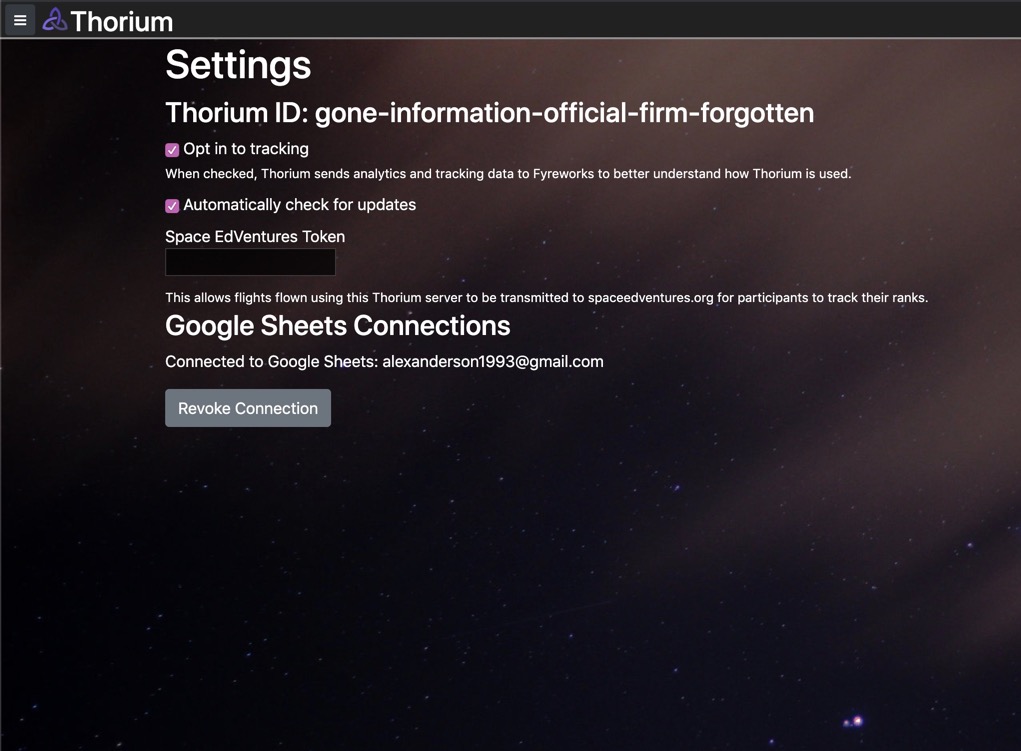 Thorium
Settings
Thorium ID: gone-information-official-firm-forgotten
Opt in to tracking
When checked, Thorium sends analytics and tracking data to Fyreworks to better understand how Thorium is used.
Automatically check for updates
Space EdVentures Token
This allows flights flown using this Thorium server to be transmitted to spaceedventures.org for participants to track their ranks.
Google Sheets Connections
Connected to Google Sheets: alexanderson1993@gmail.com
Revoke Connection